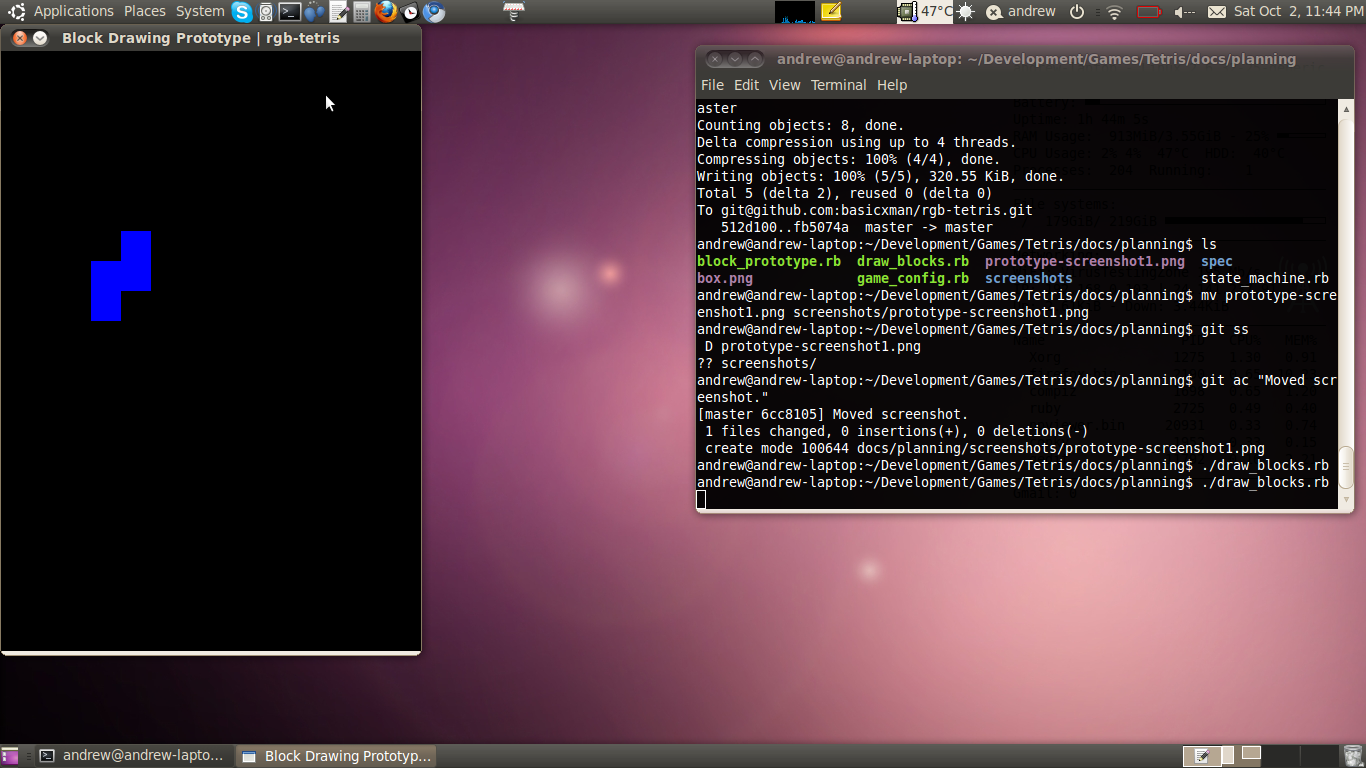 Applications Places System
47°C
andrew
Sat Oct 2, 11:44 PM
Block Drawing Prototype | rgb-tetris
andrew@andrew-laptop: ~/Development/Games/Tetris/docs/planning
File Edit View Terminal Help
aster
Counting objects: 8, done.
Delta compression using up to 4 threads.
Compressing objects: 100% (4/4), done.
Writing objects: 100% (5/5), 320.55 KiB, done.
Total 5 (delta 2), reused 0 (delta 0)
To git@github.com:basicxman/rgb-tetris.git
512d100..fb5074a master -> master
andrew@andrew-laptop:~/Development/Games/Tetris/docs/planning$ ls
block_prototype.rb draw_blocks.rb prototype-screenshot1.png spec
box.png game_config.rb screenshots state_machine.rb
andrew@andrew-laptop:~/Development/Games/Tetris/docs/planning$ mv prototype-scre
enshot1.png screenshots/prototype-screenshot1.png
andrew@andrew-laptop:~/Development/Games/Tetris/docs/planning$ git ss
D prototype-screenshot1.png
?? screenshots/
andrew@andrew-laptop:~/Development/Games/Tetris/docs/planning$ git ac "Moved scr
eenshot."
[master 6cc8105] Moved screenshot.
1 files changed, 0 insertions(+), 0 deletions(-)
create mode 100644 docs/planning/screenshots/prototype-screenshot1.png
andrew@andrew-laptop:~/Development/Games/Tetris/docs/planning$ ./draw_blocks.rb
andrew@andrew-laptop:~/Development/Games/Tetris/docs/planning$ ./draw_blocks.rb
andrew@andrew-lapto...
Block Drawing Prototyp...